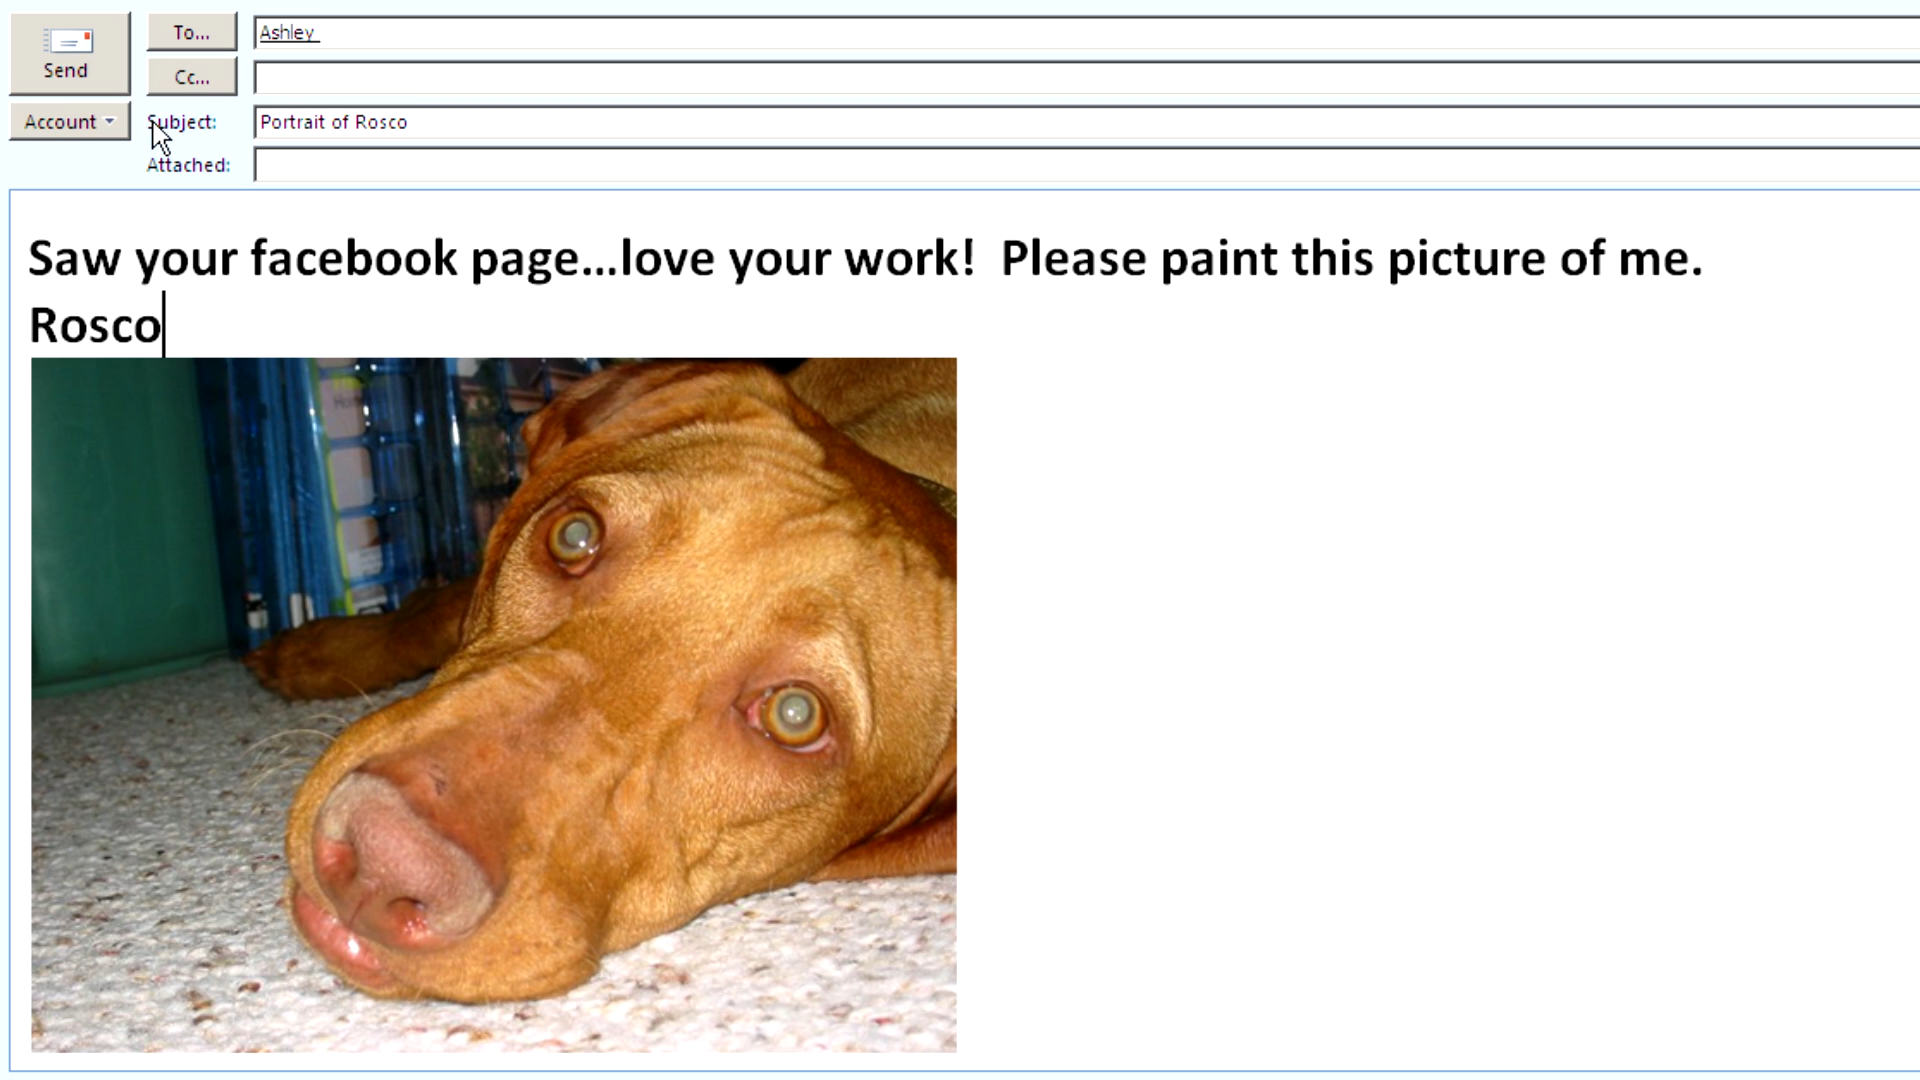 To...
Ashley
Send
Cc...
Account
Subject:
Portrait of Rosco
Attached:
Saw your facebook page...love your work!  Please paint this picture of me.
Rosco